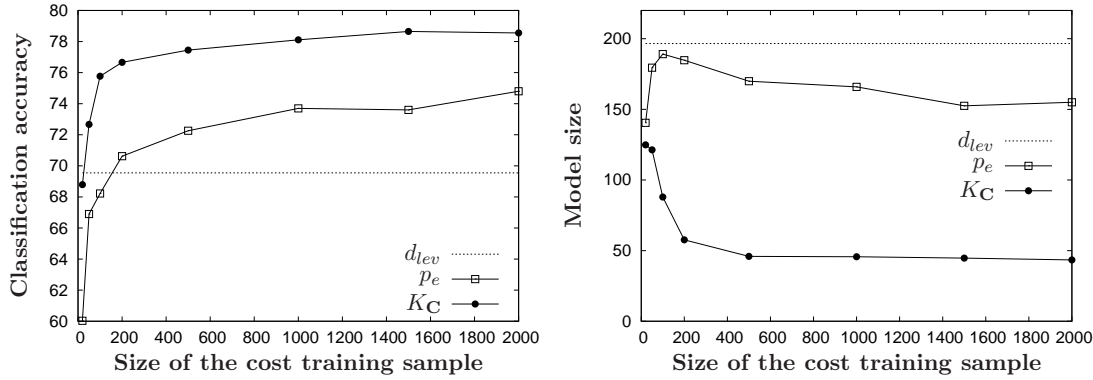 Classification accuracy
80
78
76
74
72
70
68
66
64
62
60
0 200 400 600 800 1000 1200 1400 1600 1800 2000
Size of the cost training sample
d_lev
p_e
K_C
Model size
200
150
100
50
0
0 200 400 600 800 1000 1200 1400 1600 1800 2000
Size of the cost training sample
d_lev
p_e
K_C